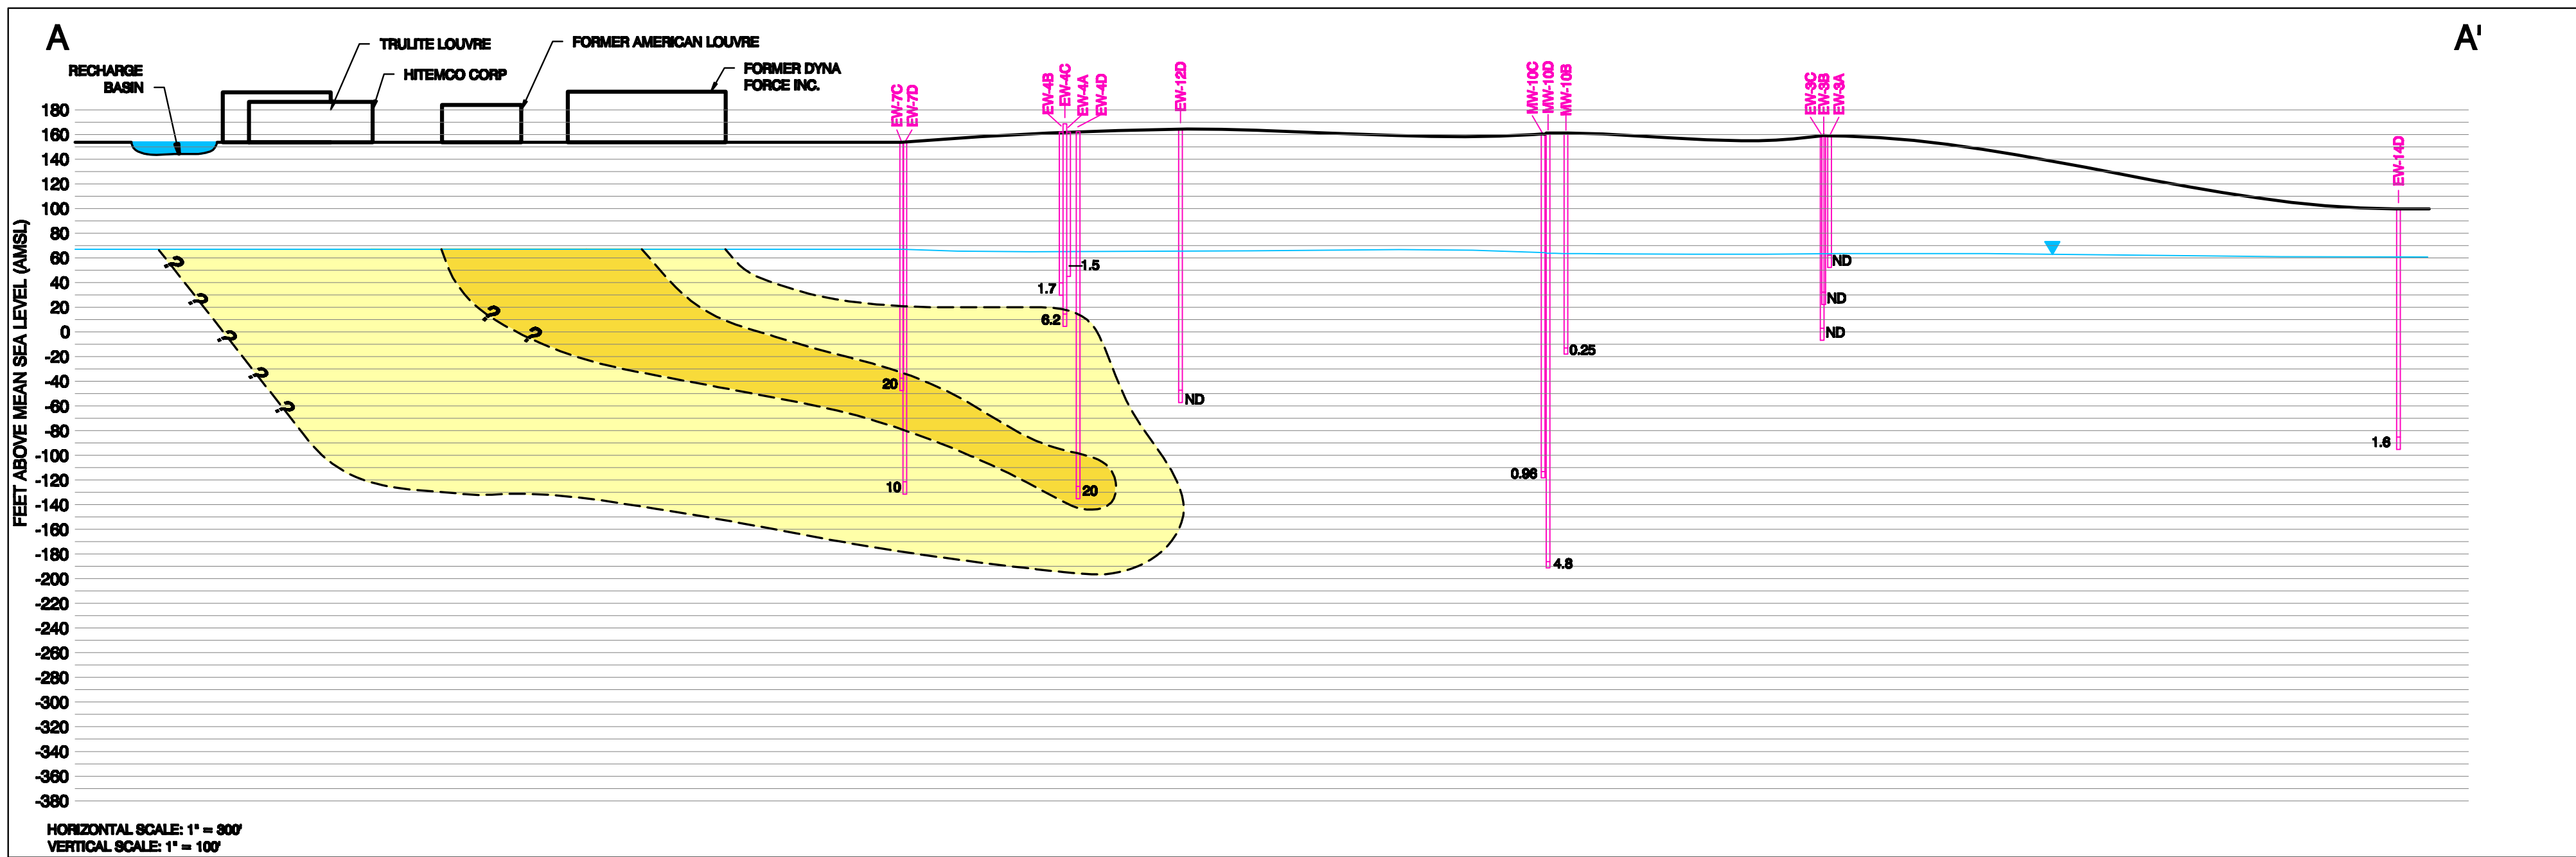 A
A'
TRULITE LOUVRE
FORMER AMERICAN LOUVRE
RECHARGE
BASIN
HITEMCO CORP
FORMER DYNA
FORCE INC.
EW-7C
EW-7D
EW-4B
EW-4C
EW-4A
EW-4D
EW-12D
MW-10C
MW-10D
MW-10B
EW-3C
EW-3B
EW-3A
EW-14D
FEET ABOVE MEAN SEA LEVEL (AMSL)
180
160
140
120
100
80
60
40
20
0
-20
-40
-60
-80
-100
-120
-140
-160
-180
-200
-220
-240
-260
-280
-300
-320
-340
-360
-380
?
?
?
?
?
?
?
1.5
1.7
6.2
20
10
20
ND
0.25
0.96
4.8
ND
ND
ND
1.6
HORIZONTAL SCALE: 1" = 300'
VERTICAL SCALE: 1" = 100'